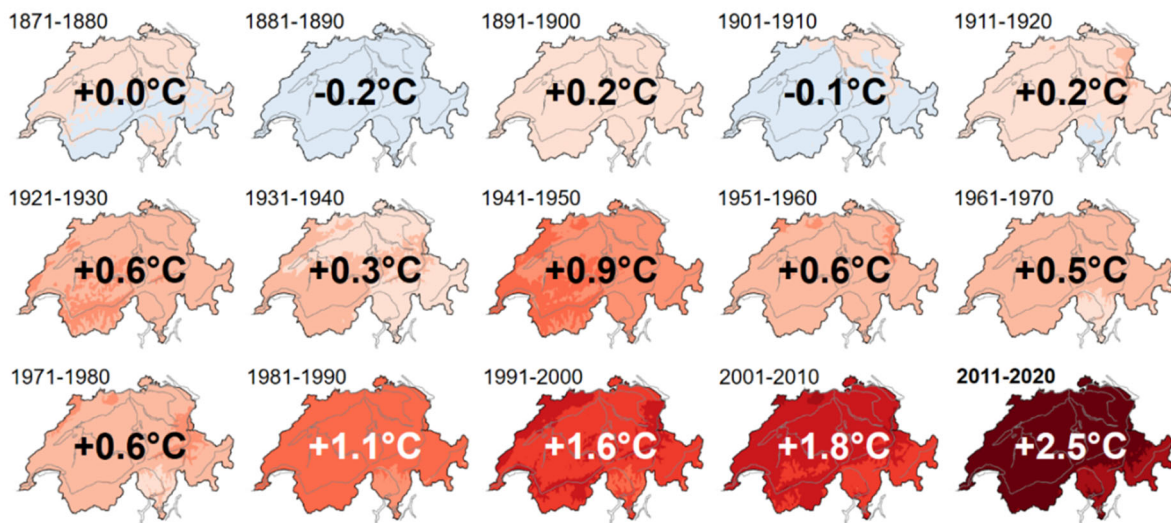 1871-1880
+0.0°C
1881-1890
-0.2°C
1891-1900
+0.2°C
1901-1910
-0.1°C
1911-1920
+0.2°C
1921-1930
+0.6°C
1931-1940
+0.3°C
1941-1950
+0.9°C
1951-1960
+0.6°C
1961-1970
+0.5°C
1971-1980
+0.6°C
1981-1990
+1.1°C
1991-2000
+1.6°C
2001-2010
+1.8°C
2011-2020
+2.5°C